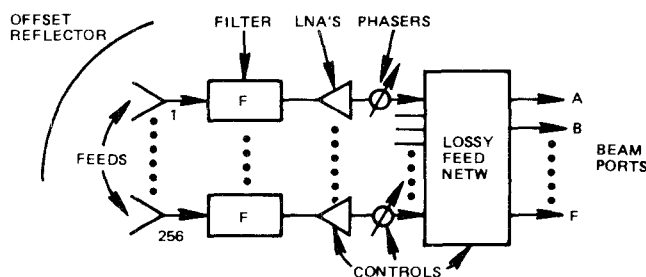 OFFSET
REFLECTOR
FILTER
LNA'S
PHASERS
F
1
A
B
FEEDS
LOSSY
FEED
NETW
BEAM
PORTS
F
256
F
CONTROLS